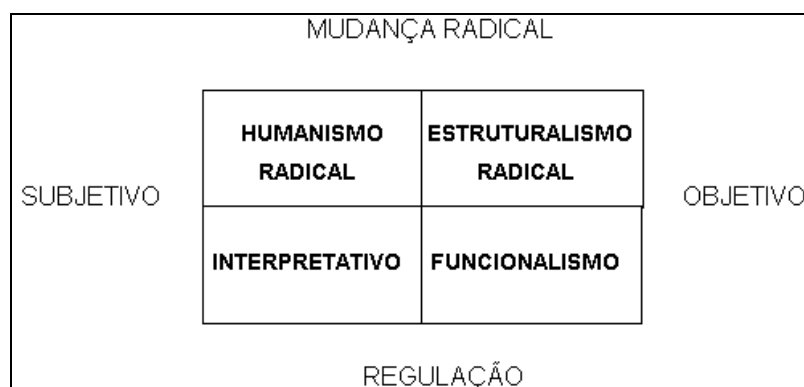 MUDANÇA RADICAL
HUMANISMO RADICAL
ESTRUTURALISMO RADICAL
SUBJETIVO
OBJETIVO
INTERPRETATIVO
FUNCIONALISMO
REGULAÇÃO